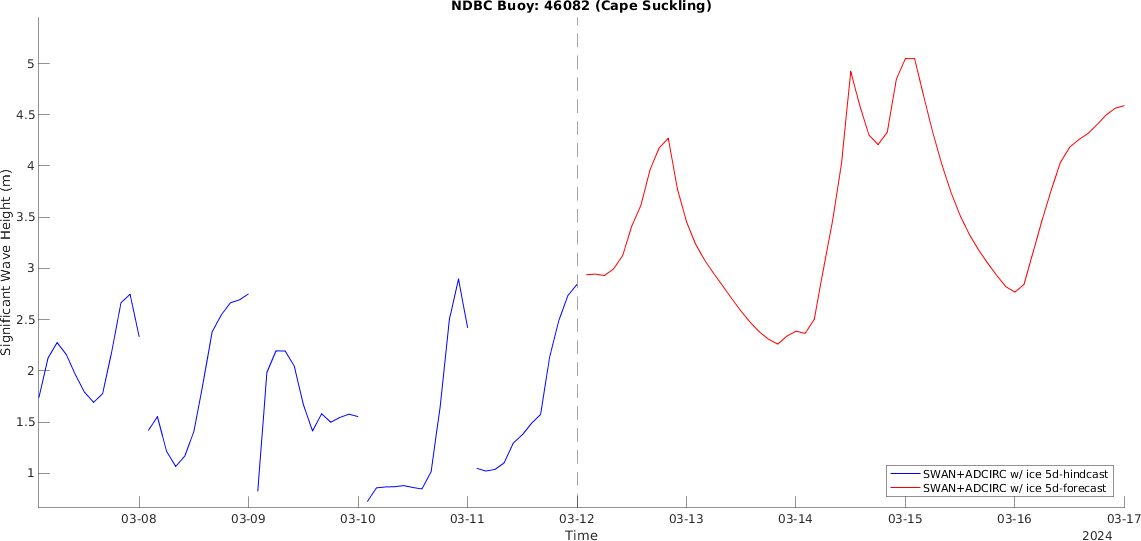 NDBC Buoy: 46082 (Cape Suckling)
Significant Wave Height (m)
5
4.5
4
3.5
3
2.5
2
1.5
1
SWAN+ADCIRC w/ ice 5d-hindcast
SWAN+ADCIRC w/ ice 5d-forecast
03-08 03-09 03-10 03-11 03-12 03-13 03-14 03-15 03-16 03-17
Time
2024